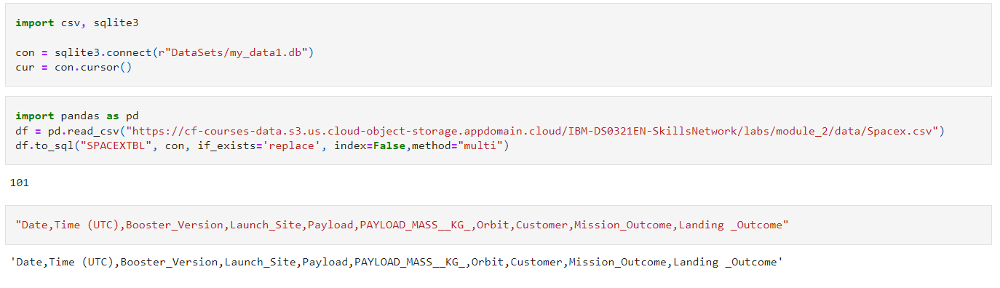 import csv, sqlite3
con = sqlite3.connect(r"DataSets/my_data1.db")
cur = con.cursor()
import pandas as pd
df = pd.read_csv("https://cf-courses-data.s3.us.cloud-object-storage.appdomain.cloud/IBM-DS0321EN-SkillsNetwork/labs/module_2/data/Spacex.csv")
df.to_sql("SPACEXTBL", con, if_exists='replace', index=False,method="multi")
101
"Date,Time (UTC),Booster_Version,Launch_Site,Payload,PAYLOAD_MASS__KG_,Orbit,Customer,Mission_Outcome,Landing _Outcome"
'Date,Time (UTC),Booster_Version,Launch_Site,Payload,PAYLOAD_MASS__KG_,Orbit,Customer,Mission_Outcome,Landing _Outcome'